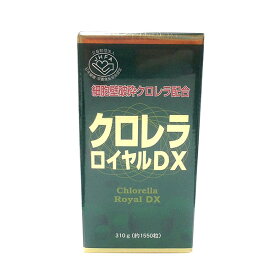 JHFA
細胞壁破砕クロレラ配合
クロレラ
ロイヤルDX
Chlorella
Royal DX
310g(約1550粒)